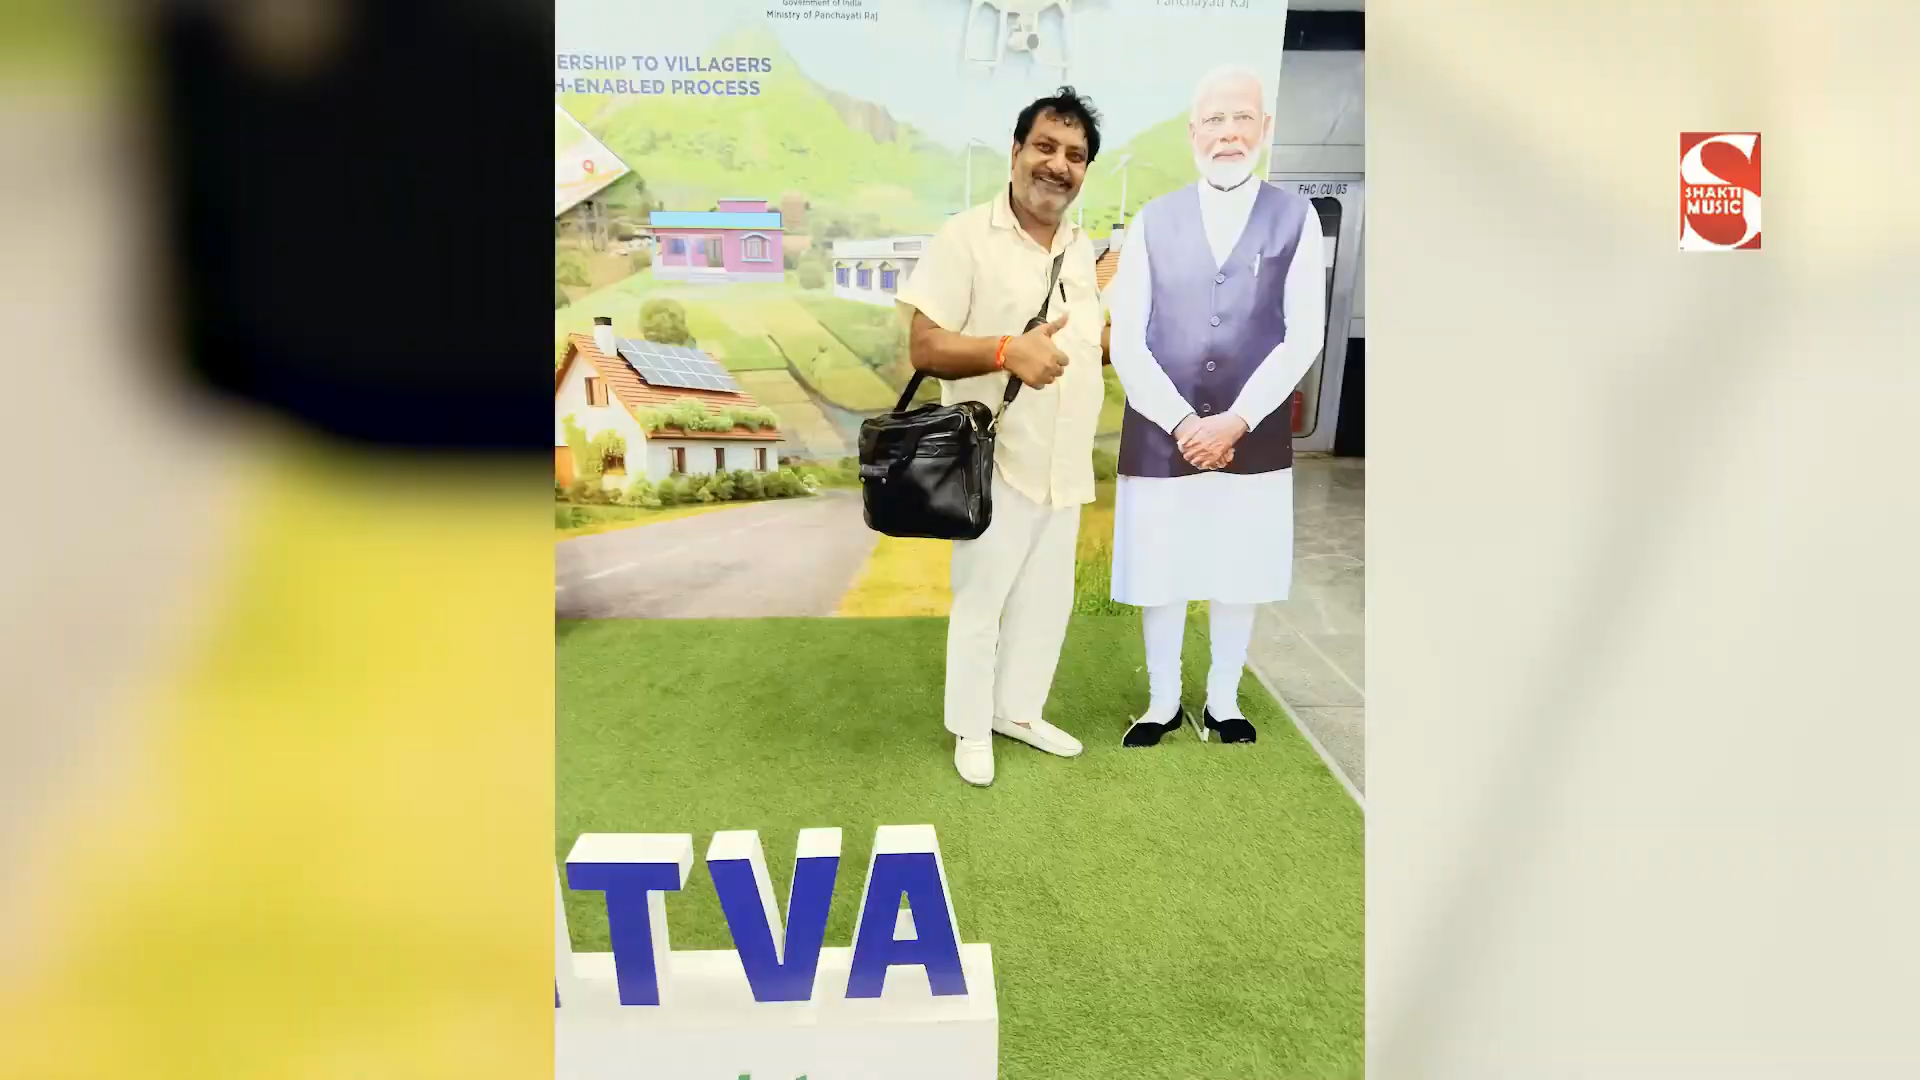 Government of India
Ministry of Panchayati Raj
Panchayati Raj
ERSHIP TO VILLAGERS
H-ENABLED PROCESS
FHC/CU/03
SHAKTI
MUSIC
TVA